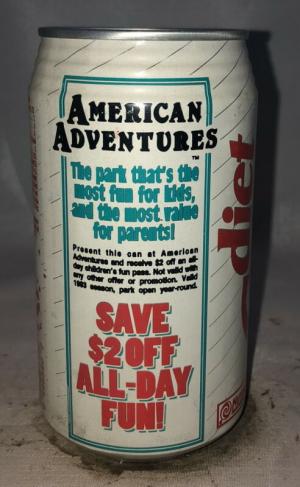 AMERICAN
ADVENTURES
TM
The park that's the
most fun for kids,
and the most value
for parents!
Present this can at American
Adventures and receive $2 off an all-
day children's fun pass. Not valid with
any other offer or promotion. Valid
1993 season, park open year-round.
SAVE
$2 OFF
ALL-DAY
FUN!
diet